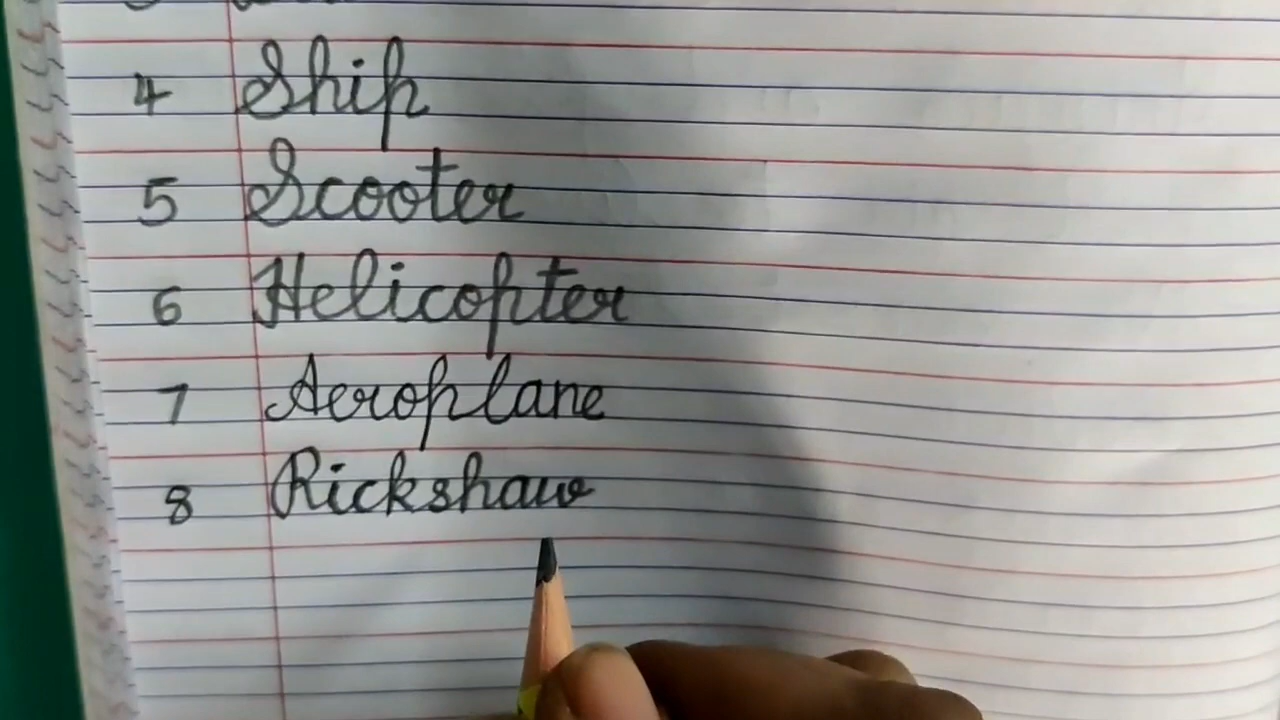 4 Ship
5 Scooter
6 Helicopter
7 Aeroplane
8 Rickshaw